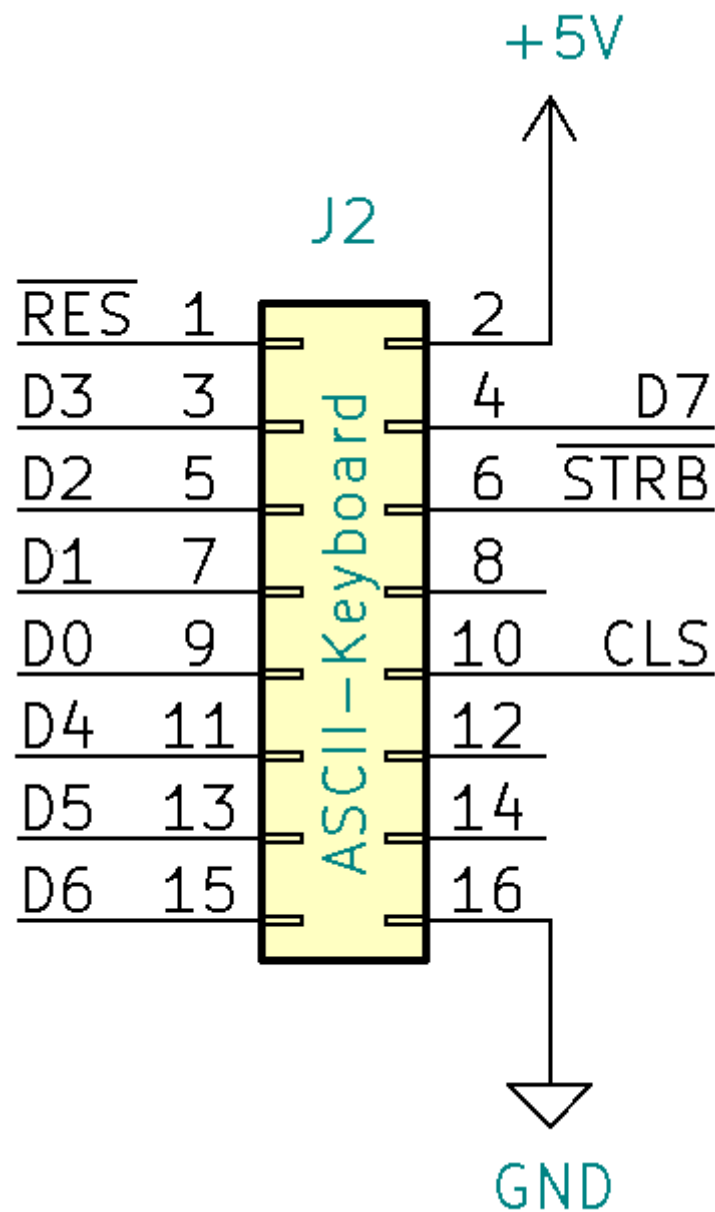 +5V
J2
RES 1 2
D3 3 4 D7
D2 5 6 STRB
D1 7 8
D0 9 10 CLS
D4 11 12
D5 13 14
D6 15 16
ASCII-Keyboard
GND